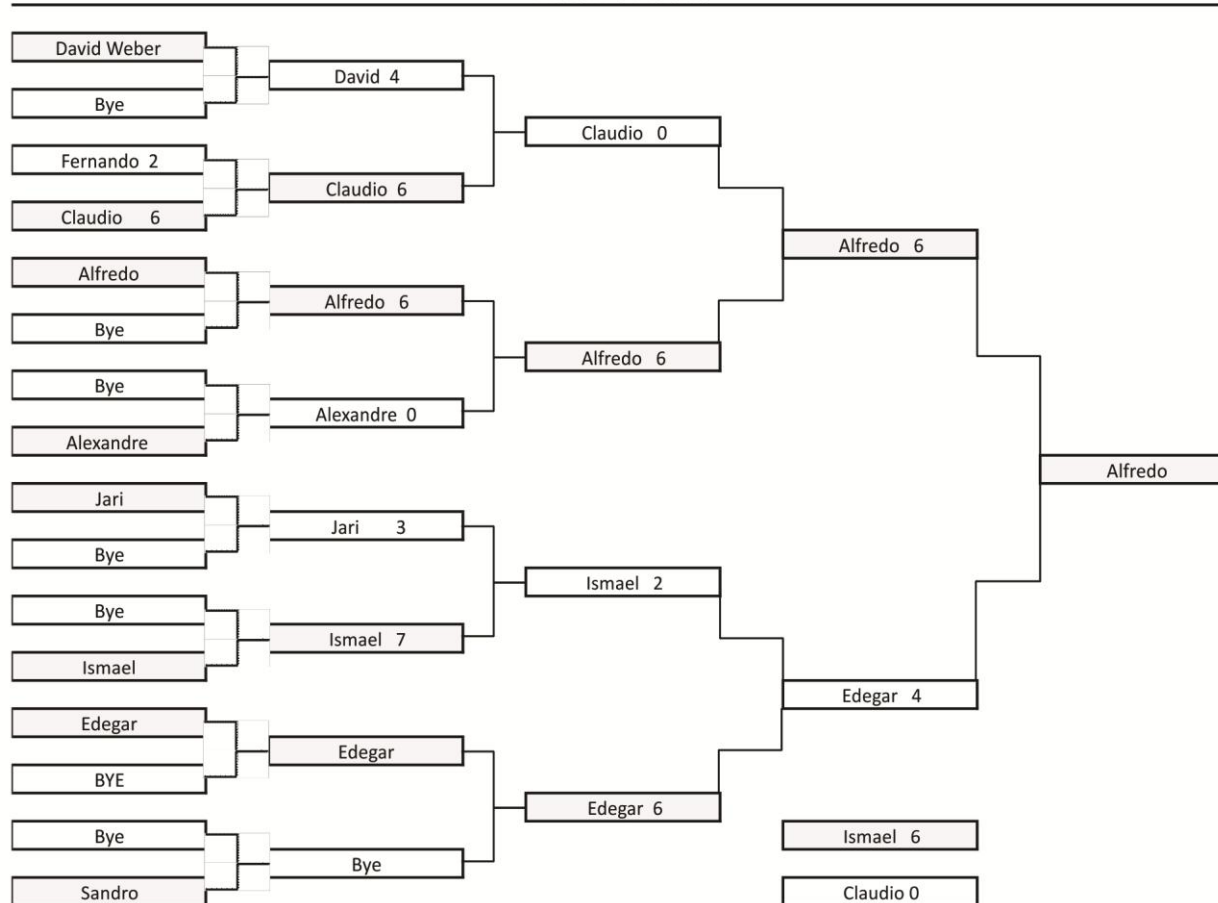 David Weber
Bye
Fernando 2
Claudio 6
Alfredo
Bye
Bye
Alexandre
Jari
Bye
Bye
Ismael
Edegar
BYE
Bye
Sandro
David 4
Claudio 6
Alfredo 6
Alexandre 0
Jari 3
Ismael 7
Edegar
Bye
Claudio 0
Alfredo 6
Ismael 2
Edegar 6
Alfredo 6
Edegar 4
Ismael 6
Claudio 0
Alfredo